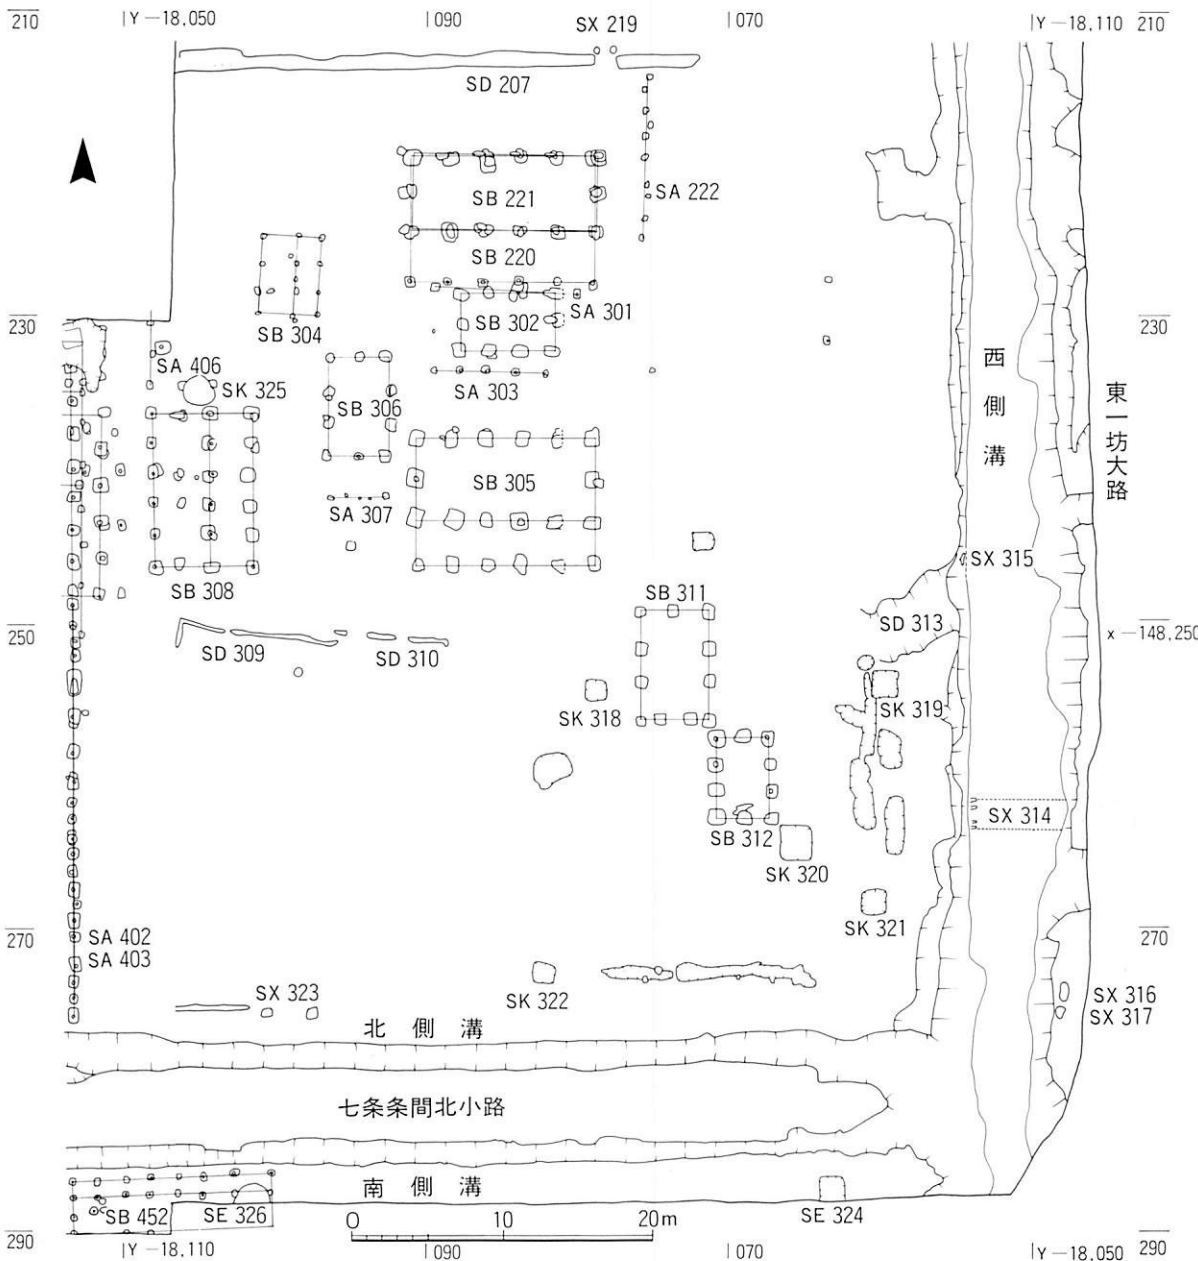 210
Y −18,050
090
SX 219
070
Y −18,110
210
SD 207
SB 221
SA 222
SB 220
SB 304
SB 302
SA 301
230
230
SA 406
SK 325
SB 306
SA 303
西側溝
東一坊大路
SB 305
SA 307
SX 315
SB 308
SB 311
SD 313
250
x −148,250
SD 309
SD 310
SK 318
SK 319
SX 314
SB 312
SK 320
SK 321
270
270
SA 402
SA 403
SK 322
SX 323
SX 316
SX 317
北側溝
七条条間北小路
南側溝
SB 452
SE 326
SE 324
0 10 20m
290
Y −18,110
090
070
Y −18,050
290